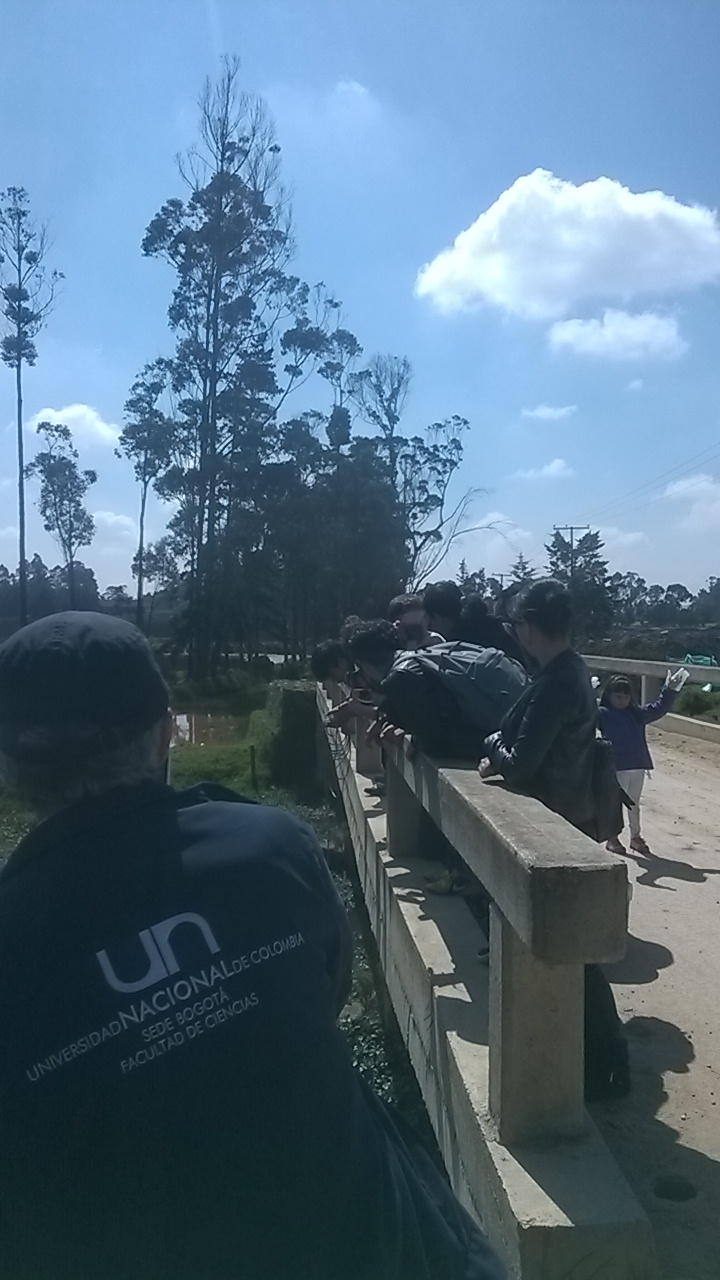 un
UNIVERSIDAD NACIONAL DE COLOMBIA
SEDE BOGOTÁ
FACULTAD DE CIENCIAS